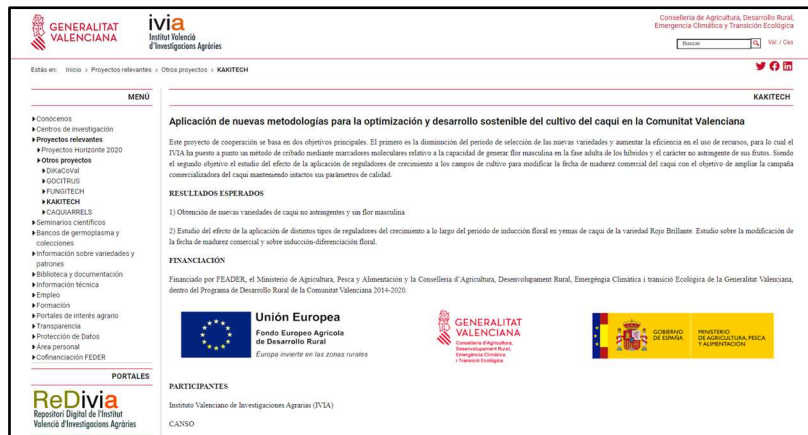 GENERALITAT
VALENCIANA
ivia
Institut Valencià
d'Investigacions Agràries
Conselleria de Agricultura, Desarrollo Rural,
Emergencia Climática y Transición Ecológica
Buscar
Val / Cas
Estás en: Inicio > Proyectos relevantes > Otros proyectos > KAKITECH
MENÚ
Conócenos
Centros de investigación
Proyectos relevantes
Proyectos Horizonte 2020
Otros proyectos
DiKaCoVal
GOCITRUS
FUNGITECH
KAKITECH
CAQUIARRELS
Seminarios científicos
Bancos de germoplasma y
colecciones
Información sobre variedades y
patrones
Biblioteca y documentación
Información técnica
Empleo
Formación
Portales de interés agrario
Transparencia
Protección de Datos
Área personal
Cofinanciación FEDER
PORTALES
ReDivia
Repositori Digital de l'Institut
Valencià d'Investigacions Agràries
KAKITECH
Aplicación de nuevas metodologías para la optimización y desarrollo sostenible del cultivo del caqui en la Comunitat Valenciana
Este proyecto de cooperación se basa en dos objetivos principales. El primero es la disminución del periodo de selección de las nuevas variedades y aumentar la eficiencia en el uso de recursos, para lo cual el
IVIA ha puesto a punto un método de cribado mediante marcadores moleculares relativo a la capacidad de generar flor masculina en la fase adulta de los híbridos y el carácter no astringente de sus frutos. Siendo
el segundo objetivo el estudio del efecto de la aplicación de reguladores de crecimiento a los campos de cultivo para modificar la fecha de madurez comercial del caqui con el objetivo de ampliar la campaña
comercializadora del caqui manteniendo intactos sus parámetros de calidad.
RESULTADOS ESPERADOS
1) Obtención de nuevas variedades de caqui no astringentes y sin flor masculina
2) Estudio del efecto de la aplicación de distintos tipos de reguladores del crecimiento a lo largo del periodo de inducción floral en yemas de caqui de la variedad Rojo Brillante. Estudio sobre la modificación de
la fecha de madurez comercial y sobre inducción-diferenciación floral.
FINANCIACIÓN
Financiado por FEADER, el Ministerio de Agricultura, Pesca y Alimentación y la Conselleria d'Agricultura, Desenvolupament Rural, Emergència Climàtica i transició Ecológica de la Generalitat Valenciana,
dentro del Programa de Desarrollo Rural de la Comunitat Valenciana 2014-2020.
Unión Europea
Fondo Europeo Agrícola
de Desarrollo Rural
Europa invierte en las zonas rurales
GENERALITAT
VALENCIANA
Conselleria d'Agricultura,
Desenvolupament Rural,
Emergència Climàtica
i Transició Ecològica
GOBIERNO
DE ESPAÑA
MINISTERIO
DE AGRICULTURA, PESCA
Y ALIMENTACIÓN
PARTICIPANTES
Instituto Valenciano de Investigaciones Agrarias (IVIA)
CANSO